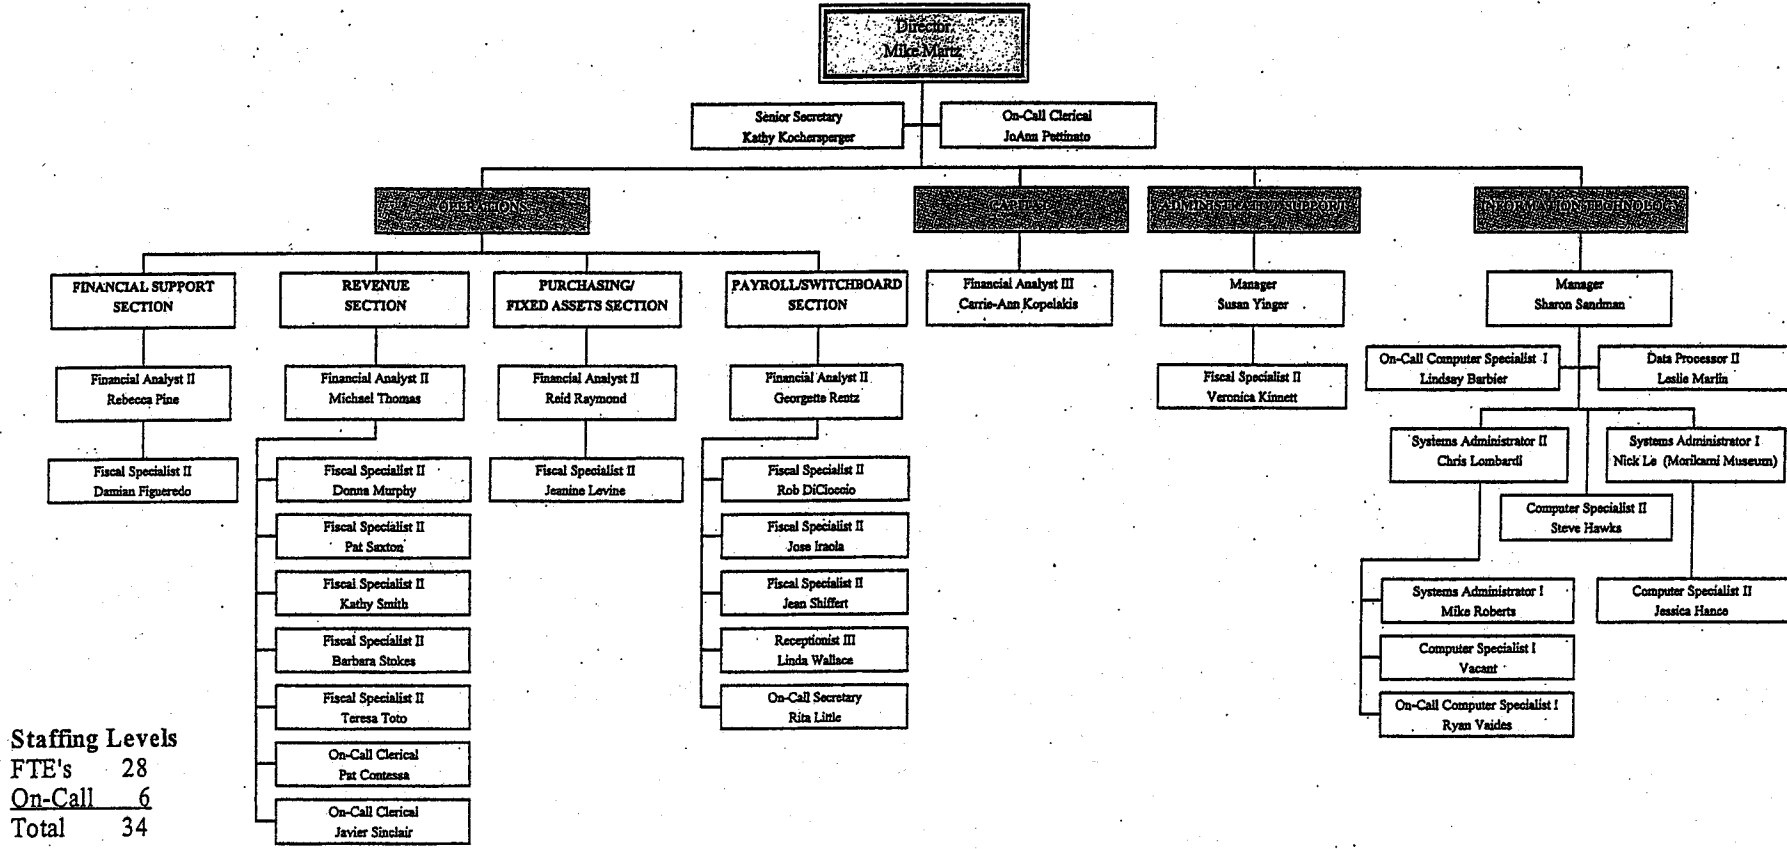 Director
Mike Martz
Senior Secretary
Kathy Kochersperger
On-Call Clerical
JoAnn Pettinato
OPERATIONS
CAPITAL
ADMINISTRATIVE SUPPORT
INFORMATION TECHNOLOGY
FINANCIAL SUPPORT
SECTION
REVENUE
SECTION
PURCHASING/
FIXED ASSETS SECTION
PAYROLL/SWITCHBOARD
SECTION
Financial Analyst III
Carrie-Ann Kopelakis
Manager
Susan Yinger
Manager
Sharon Sandman
Financial Analyst II
Rebecca Pine
Financial Analyst II
Michael Thomas
Financial Analyst II
Reid Raymond
Financial Analyst II
Georgette Rentz
Fiscal Specialist II
Veronica Kinnett
On-Call Computer Specialist I
Lindsay Barbier
Data Processor II
Leslie Marlin
Fiscal Specialist II
Damian Figueredo
Fiscal Specialist II
Donna Murphy
Fiscal Specialist II
Pat Saxton
Fiscal Specialist II
Kathy Smith
Fiscal Specialist II
Barbara Stokes
Fiscal Specialist II
Teresa Toto
On-Call Clerical
Pat Contessa
On-Call Clerical
Javier Sinclair
Fiscal Specialist II
Jeanine Levine
Fiscal Specialist II
Rob DiCioccio
Fiscal Specialist II
Jose Iraola
Fiscal Specialist II
Jean Shiffert
Receptionist III
Linda Wallace
On-Call Secretary
Rita Little
Systems Administrator II
Chris Lombardi
Systems Administrator I
Nick Le (Morikami Museum)
Computer Specialist II
Steve Hawks
Systems Administrator I
Mike Roberts
Computer Specialist I
Vacant
On-Call Computer Specialist I
Ryan Vaides
Computer Specialist II
Jessica Hance
Staffing Levels
FTE's 28
On-Call 6
Total 34